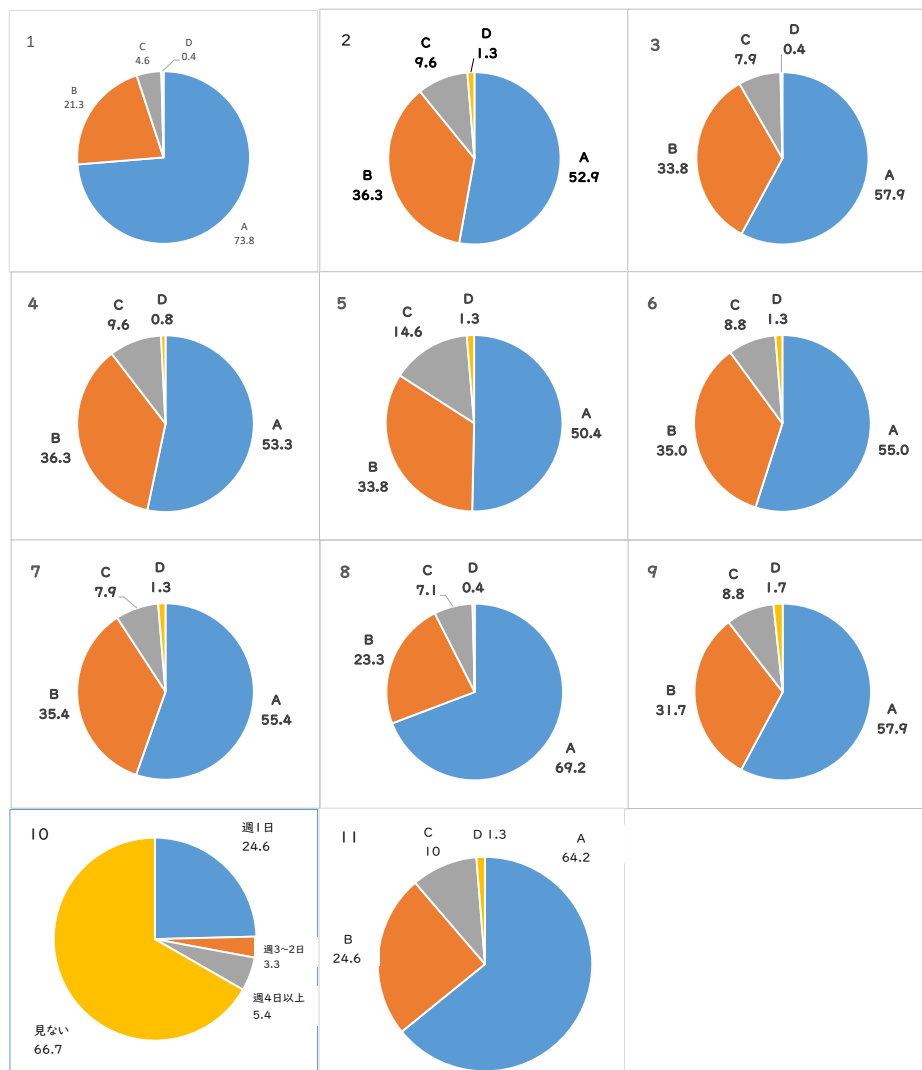 1
D
0.4
C
4.6
B
21.3
A
73.8
2
D
1.3
C
9.6
B
36.3
A
52.9
3
D
0.4
C
7.9
B
33.8
A
57.9
4
D
0.8
C
9.6
B
36.3
A
53.3
5
D
1.3
C
14.6
B
33.8
A
50.4
6
D
1.3
C
8.8
B
35.0
A
55.0
7
D
1.3
C
7.9
B
35.4
A
55.4
8
D
0.4
C
7.1
B
23.3
A
69.2
9
D
1.7
C
8.8
B
31.7
A
57.9
10
週1日
24.6
週3~2日
3.3
週4日以上
5.4
見ない
66.7
11
C
10
D 1.3
A
64.2
B
24.6